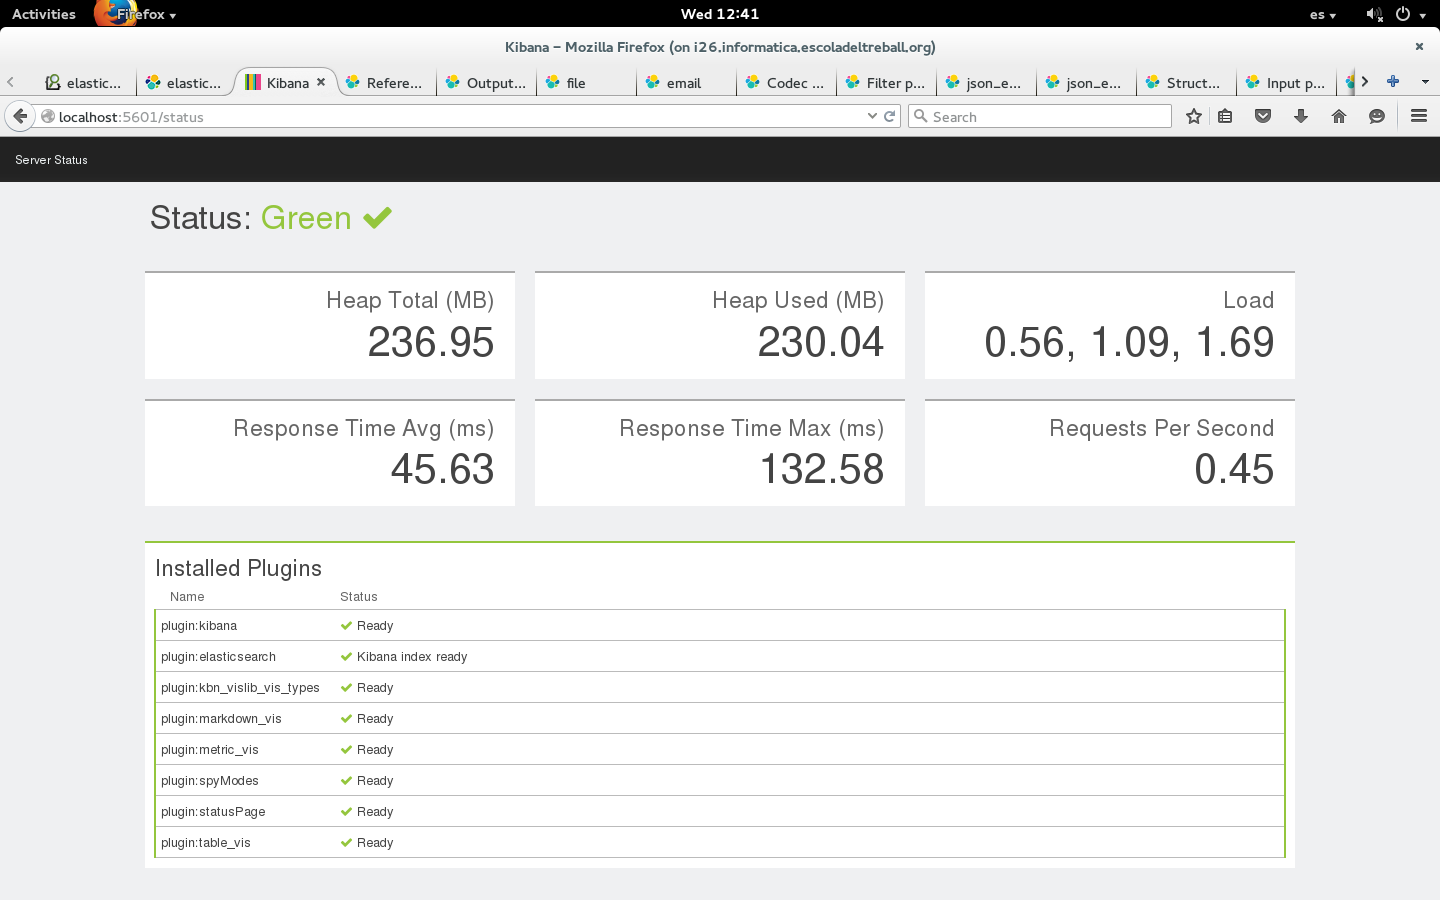 Activities Firefox Wed 12:41 es
Kibana - Mozilla Firefox (on i26.informatica.escoladeltreball.org)
elastic... elastic... Kibana Refere... Output... file email Codec ... Filter p... json_e... json_e... Struct... Input p...
localhost:5601/status Search
Server Status
Status: Green
Heap Total (MB) Heap Used (MB) Load
236.95 230.04 0.56, 1.09, 1.69
Response Time Avg (ms) Response Time Max (ms) Requests Per Second
45.63 132.58 0.45
Installed Plugins
Name Status
plugin:kibana Ready
plugin:elasticsearch Kibana index ready
plugin:kbn_vislib_vis_types Ready
plugin:markdown_vis Ready
plugin:metric_vis Ready
plugin:spyModes Ready
plugin:statusPage Ready
plugin:table_vis Ready